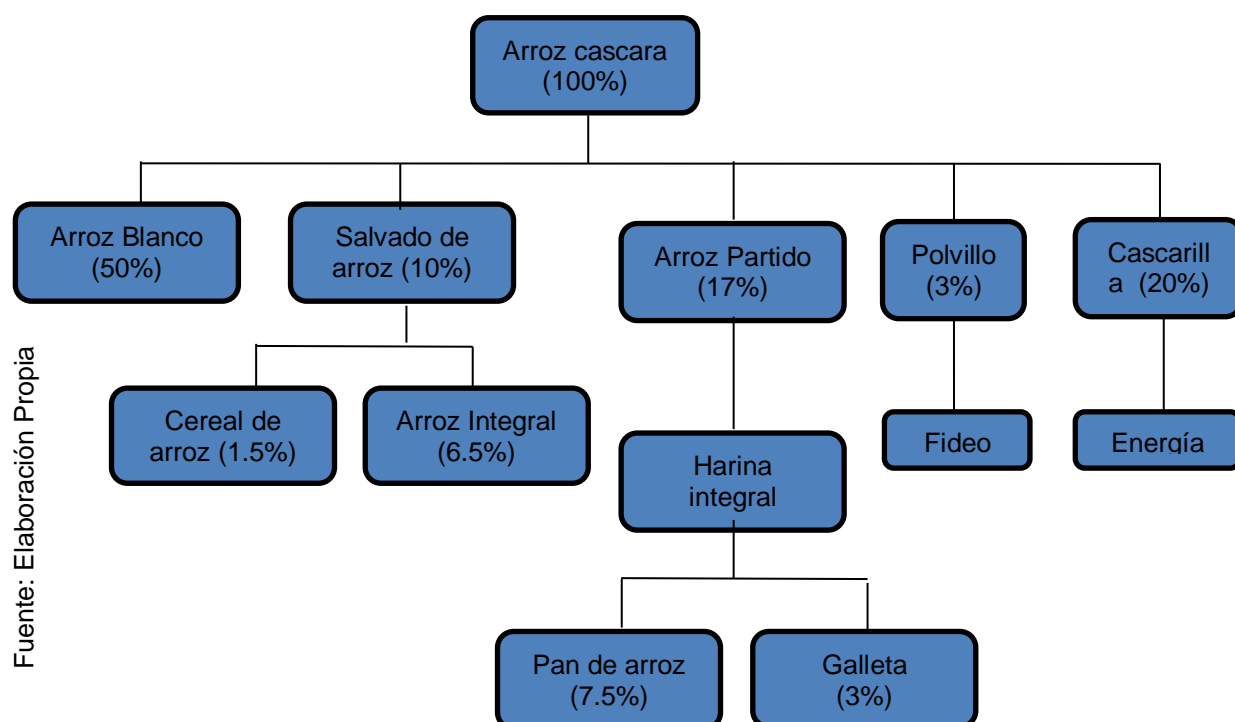 Arroz cascara
(100%)
Arroz Blanco
(50%)
Salvado de
arroz (10%)
Arroz Partido
(17%)
Polvillo
(3%)
Cascarill
a (20%)
Cereal de
arroz (1.5%)
Arroz Integral
(6.5%)
Harina
integral
Fideo
Energía
Pan de arroz
(7.5%)
Galleta
(3%)
Fuente: Elaboración Propia